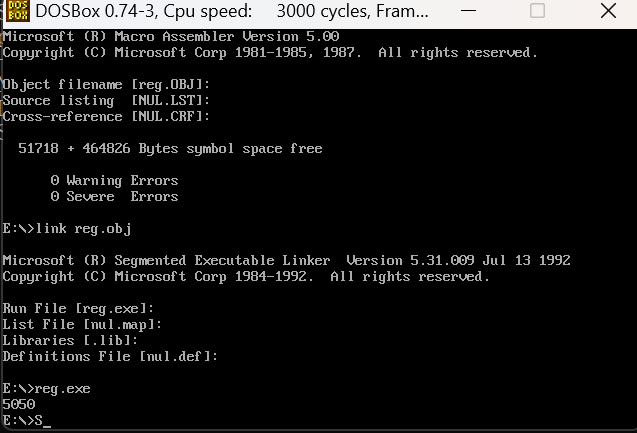 DOSBox 0.74-3, Cpu speed:    3000 cycles, Fram...
Microsoft (R) Macro Assembler Version 5.00
Copyright (C) Microsoft Corp 1981-1985, 1987.  All rights reserved.

Object filename [reg.OBJ]:
Source listing  [NUL.LST]:
Cross-reference [NUL.CRF]:

  51718 + 464826 Bytes symbol space free

      0 Warning Errors
      0 Severe  Errors

E:\>link reg.obj

Microsoft (R) Segmented Executable Linker  Version 5.31.009 Jul 13 1992
Copyright (C) Microsoft Corp 1984-1992.  All rights reserved.

Run File [reg.exe]:
List File [nul.map]:
Libraries [.lib]:
Definitions File [nul.def]:

E:\>reg.exe
5050
E:\>S_